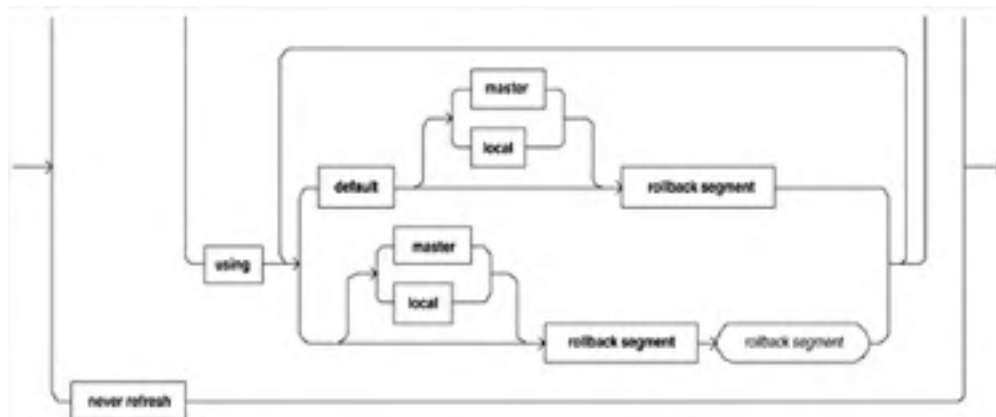 master
local
default
rollback segment
using
master
local
rollback segment
rollback segment
never refresh